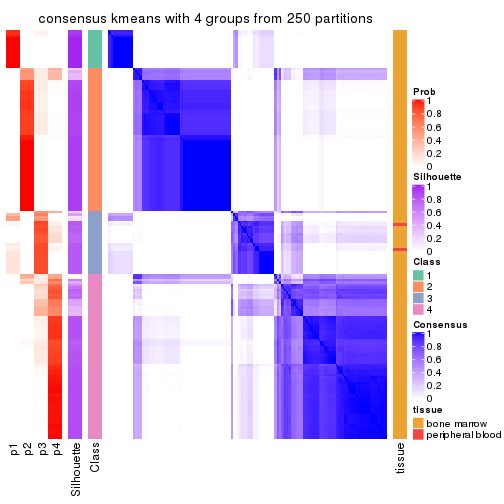 consensus kmeans with 4 groups from 250 partitions
Prob
1
0.8
0.6
0.4
0.2
0
Silhouette
1
0.8
0.6
0.4
0.2
0
Class
1
2
3
4
Consensus
1
0.8
0.6
0.4
0.2
0
tissue
bone marrow
peripheral blood
p1
p2
p3
p4
Silhouette
Class
tissue